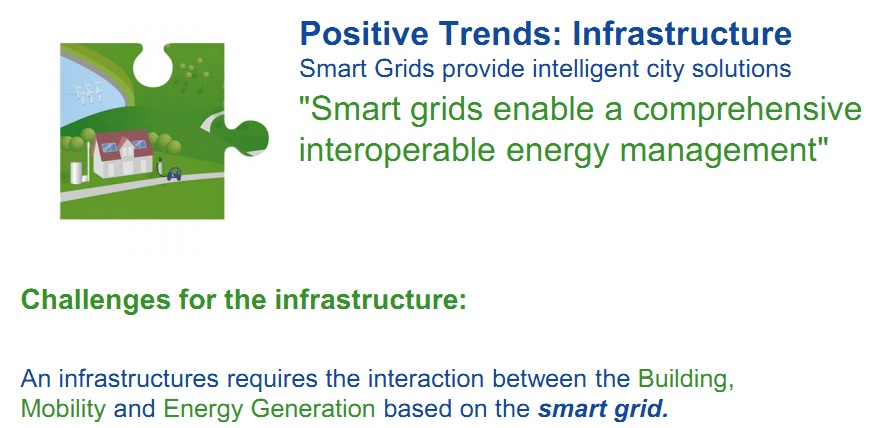 Positive Trends: Infrastructure
Smart Grids provide intelligent city solutions
"Smart grids enable a comprehensive
interoperable energy management"
Challenges for the infrastructure:
An infrastructures requires the interaction between the Building,
Mobility and Energy Generation based on the smart grid.